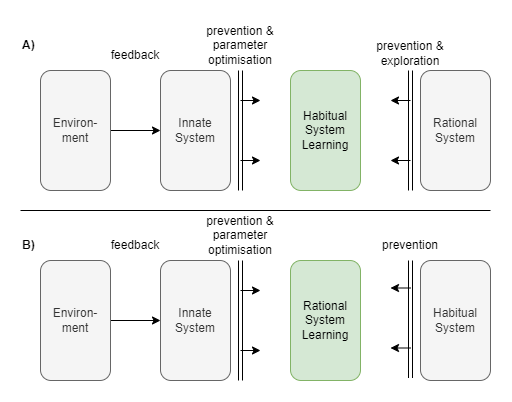 A)
feedback
prevention &
parameter
optimisation
prevention &
exploration
Environ-
ment
Innate
System
Habitual
System
Learning
Rational
System
B)
feedback
prevention &
parameter
optimisation
prevention
Environ-
ment
Innate
System
Rational
System
Learning
Habitual
System